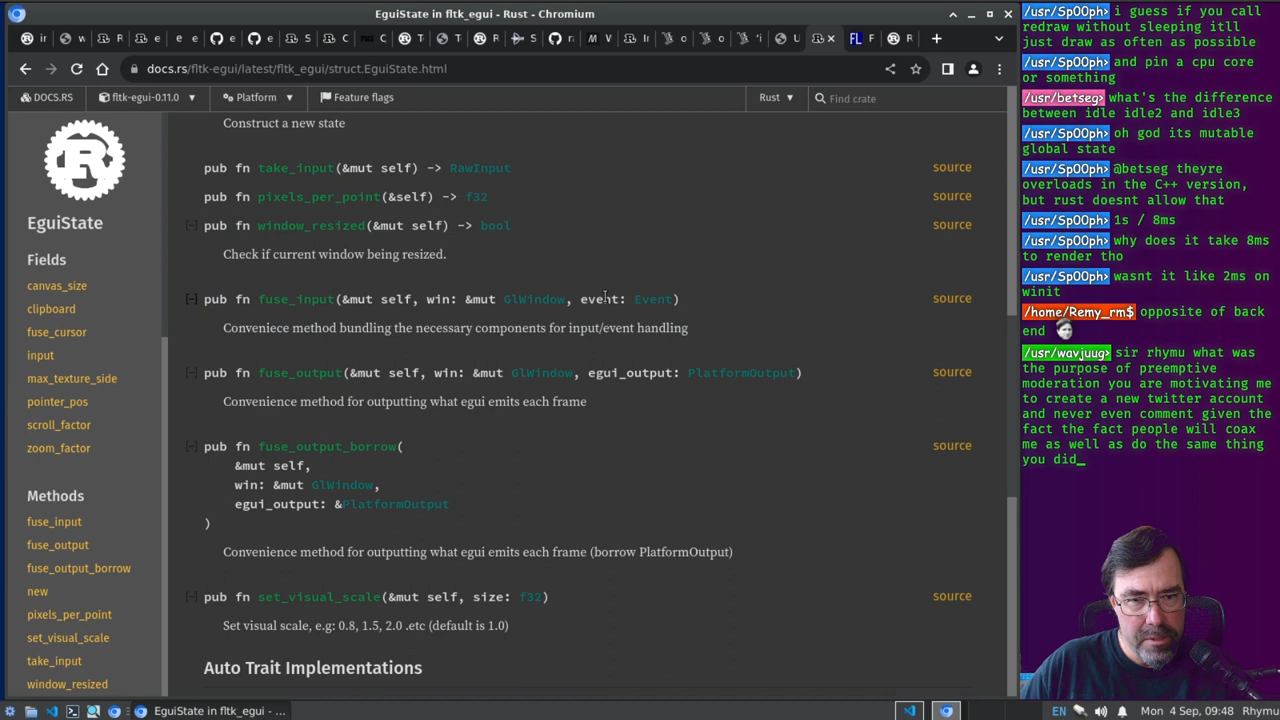 EguiState in fltk_egui - Rust - Chromium
docs.rs/fltk-egui/latest/fltk_egui/struct.EguiState.html
DOCS.RS
fltk-egui-0.11.0
Platform
Feature flags
Rust
Find crate
EguiState
Fields
canvas_size
clipboard
fuse_cursor
input
max_texture_side
pointer_pos
scroll_factor
zoom_factor
Methods
fuse_input
fuse_output
fuse_output_borrow
new
pixels_per_point
set_visual_scale
take_input
window_resized
Construct a new state
pub fn take_input(&mut self) -> RawInput
source
pub fn pixels_per_point(&self) -> f32
source
[-] pub fn window_resized(&mut self) -> bool
source
Check if current window being resized.
[-] pub fn fuse_input(&mut self, win: &mut GlWindow, event: Event)
source
Conveniece method bundling the necessary components for input/event handling
[-] pub fn fuse_output(&mut self, win: &mut GlWindow, egui_output: PlatformOutput)
source
Convenience method for outputting what egui emits each frame
[-] pub fn fuse_output_borrow(
source
&mut self,
win: &mut GlWindow,
egui_output: &PlatformOutput
)
Convenience method for outputting what egui emits each frame (borrow PlatformOutput)
[-] pub fn set_visual_scale(&mut self, size: f32)
source
Set visual scale, e.g: 0.8, 1.5, 2.0 .etc (default is 1.0)
Auto Trait Implementations
/usr/Sp00ph> i guess if you call
redraw without sleeping itll
just draw as often as possible
/usr/Sp00ph> and pin a cpu core
or something
/usr/betseg> what's the difference
between idle idle2 and idle3
/usr/Sp00ph> oh god its mutable
global state
/usr/Sp00ph> @betseg theyre
overloads in the C++ version,
but rust doesnt allow that
/usr/Sp00ph> 1s / 8ms
/usr/Sp00ph> why does it take 8ms
to render tho
/usr/Sp00ph> wasnt it like 2ms on
winit
/home/Remy_rm$ opposite of back
end
/usr/wavjuug> sir rhymu what was
the purpose of preemptive
moderation you are motivating me
to create a new twitter account
and never even comment given the
fact the fact people will coax
me as well as do the same thing
you did_
EguiState in fltk_egui - ...
EN
Mon 4 Sep, 09:48
Rhymu